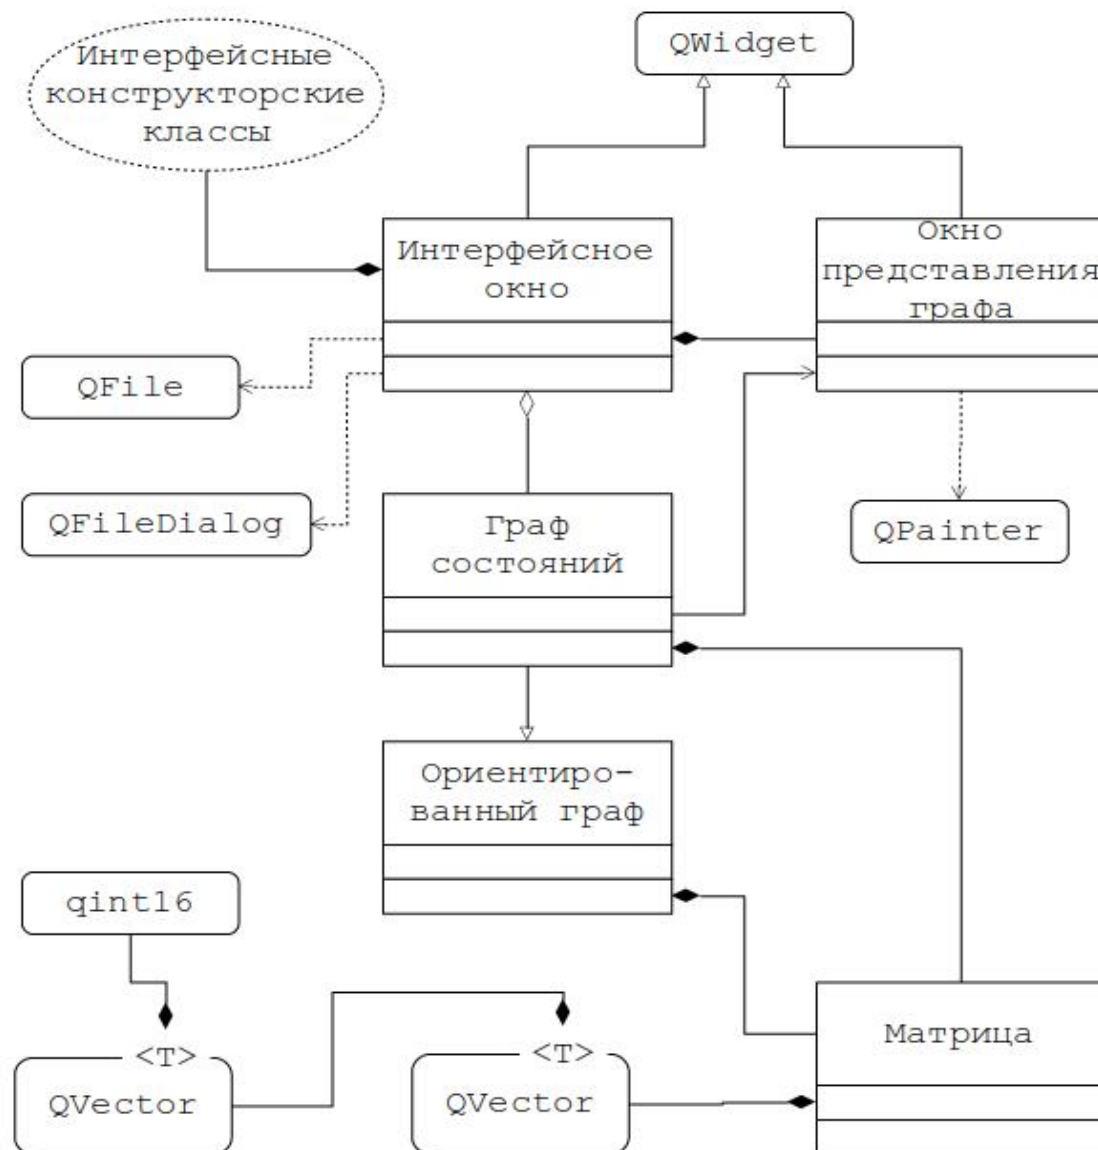 Интерфейсные
конструкторские
классы
QWidget
Интерфейсное
окно
Окно
представления
графа
QFile
QFileDialog
Граф
состояний
QPainter
Ориентиро-
ванный граф
qint16
<T>
QVector
<T>
QVector
Матрица